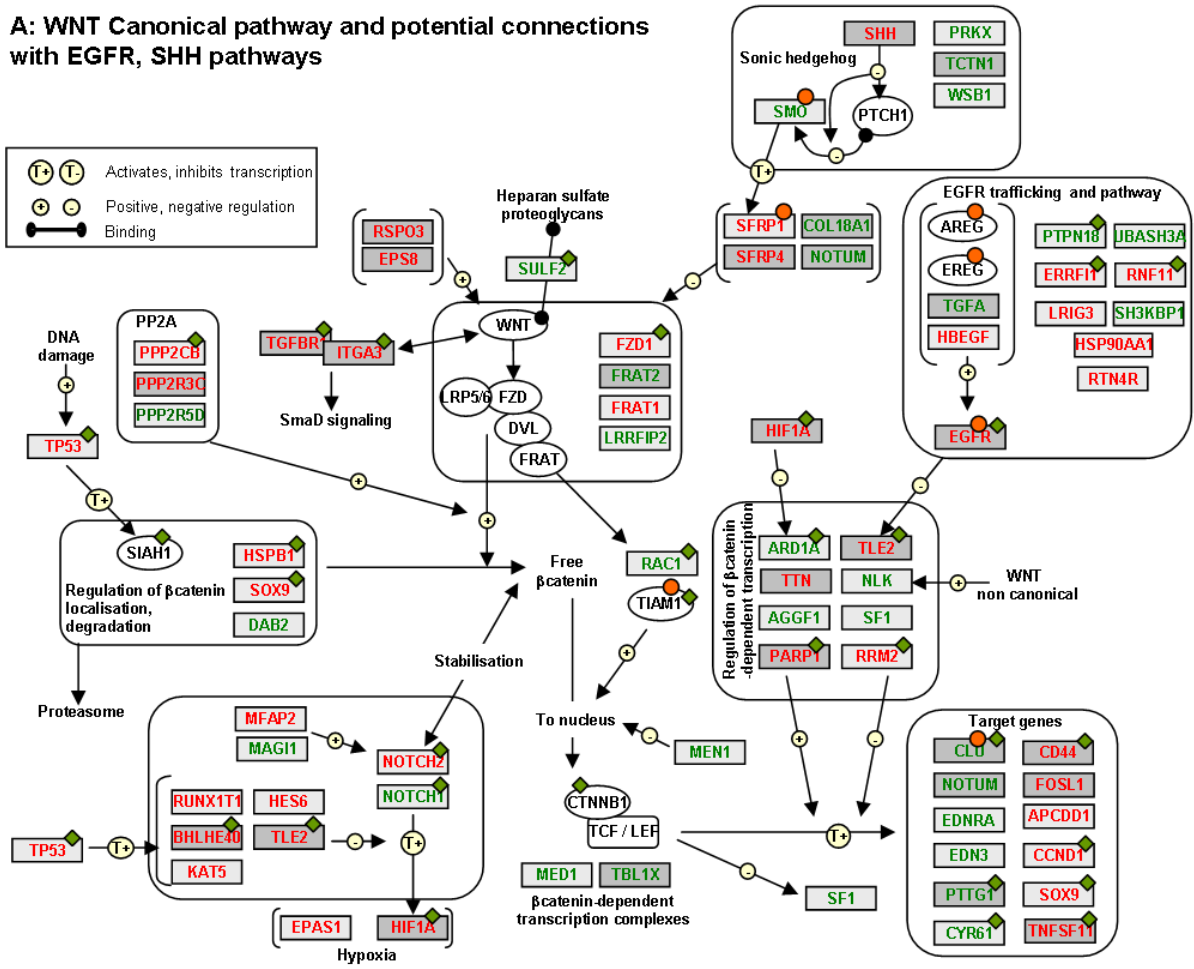 A: WNT Canonical pathway and potential connections
with EGFR, SHH pathways
T+ T- Activates, inhibits transcription
+ - Positive, negative regulation
Binding
Sonic hedgehog
SHH
-
SMO
PTCH1
-
PRKX
TCTN1
WSB1
T+
Heparan sulfate
proteoglycans
SULF2
RSPO3
EPS8
+
SFRP1 COL18A1
SFRP4 NOTUM
-
EGFR trafficking and pathway
AREG
EREG
TGFA
HBEGF
+
EGFR
PTPN18 UBASH3A
ERRFI1 RNF11
LRIG3 SH3KBP1
HSP90AA1
RTN4R
-
DNA
damage
+
TP53
T+
PP2A
PPP2CB
PPP2R3C
PPP2R5D
+
TGFBR1 ITGA3
SmaD signaling
WNT
LRP5/6 FZD
DVL
FRAT
FZD1
FRAT2
FRAT1
LRRFIP2
+
HIF1A
-
SIAH1
HSPB1
SOX9
DAB2
Regulation of βcatenin
localisation,
degradation
Proteasome
Free
βcatenin
RAC1
TIAM1
+
Regulation of βcatenin
-dependent transcription
ARD1A TLE2
TTN NLK
AGGF1 SF1
PARP1 RRM2
+
WNT
non canonical
Stabilisation
To nucleus
-
MEN1
+
-
MFAP2
MAGI1
+
NOTCH2
NOTCH1
RUNX1T1 HES6
BHLHE40 TLE2
KAT5
-
T+
TP53
T+
EPAS1 HIF1A
Hypoxia
CTNNB1
TCF / LEF
T+
-
SF1
MED1 TBL1X
βcatenin-dependent
transcription complexes
Target genes
CLU CD44
NOTUM FOSL1
EDNRA APCDD1
EDN3 CCND1
PTTG1 SOX9
CYR61 TNFSF11